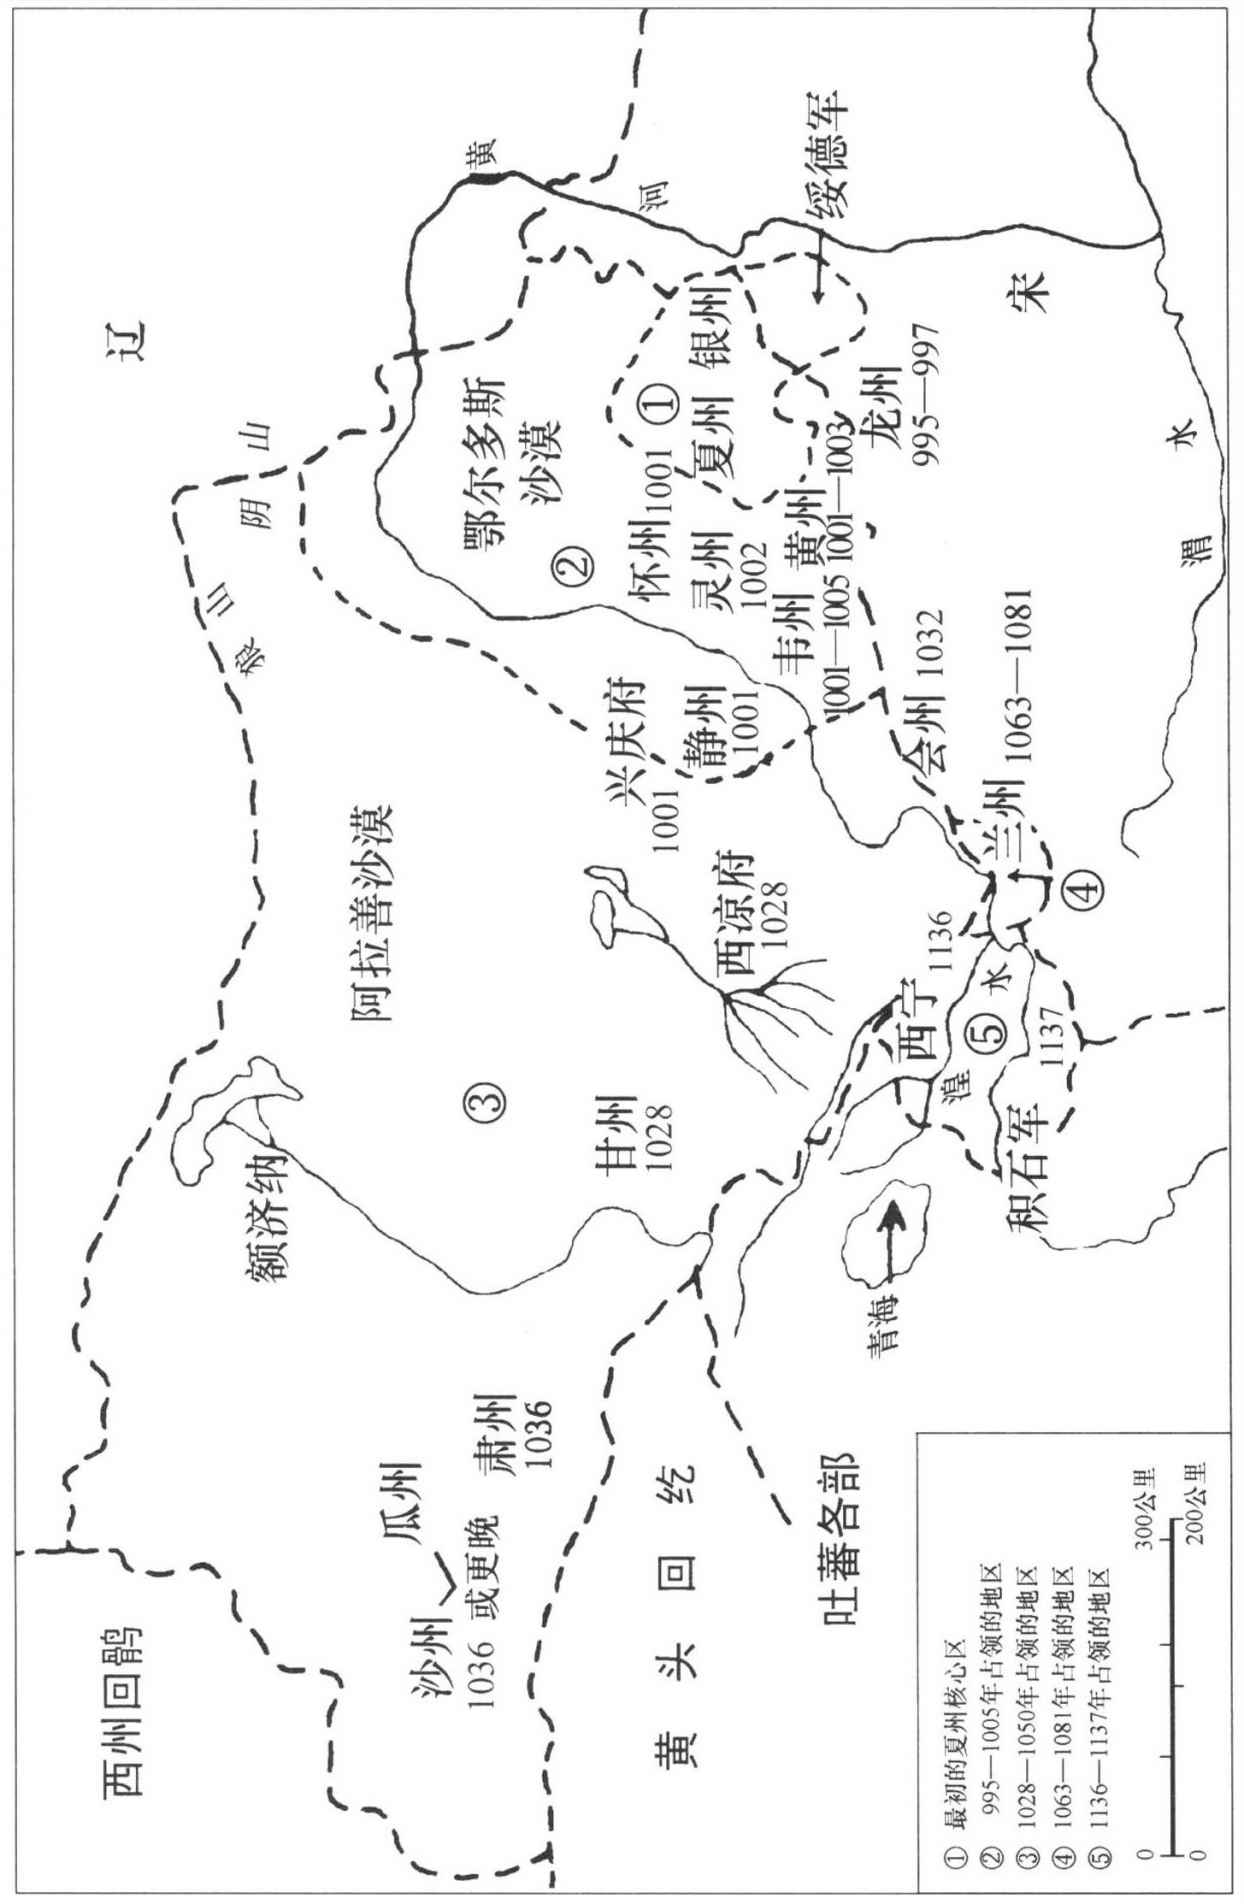 西州回鹘
辽
阴
山
狼
山
黄
河
额济纳
阿拉善沙漠
鄂尔多斯
沙漠
沙州
瓜州
1036 或更晚
肃州
1036
③
②
①
甘州
1028
兴庆府
1001
怀州
1001
静州
1001
灵州
1002
夏州
银州
绥德军
西凉府
1028
韦州
1001—1005
黄州
1001—1003
龙州
995—997
黄头回纥
吐蕃各部
青海
西宁
1136
会州 1032
兰州 1063—1081
④
⑤
湟
水
积石军
1137
宋
渭
水
① 最初的夏州核心区
② 995—1005年占领的地区
③ 1028—1050年占领的地区
④ 1063—1081年占领的地区
⑤ 1136—1137年占领的地区
0
300公里
0
200公里